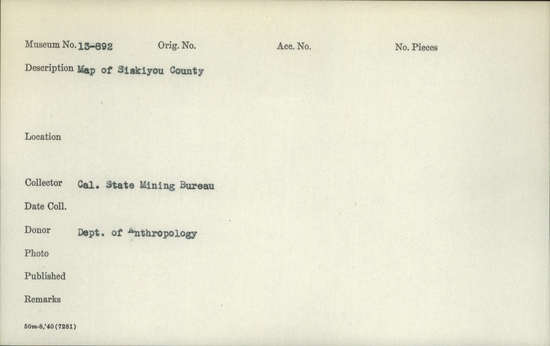 Museum No. 13-892 Orig. No. Acc. No. No. Pieces
Description Map of Siskiyou County
Location
Collector Cal. State Mining Bureau
Date Coll.
Donor Dept. of Anthropology
Photo
Published
Remarks
50m-8,'40 (7281)